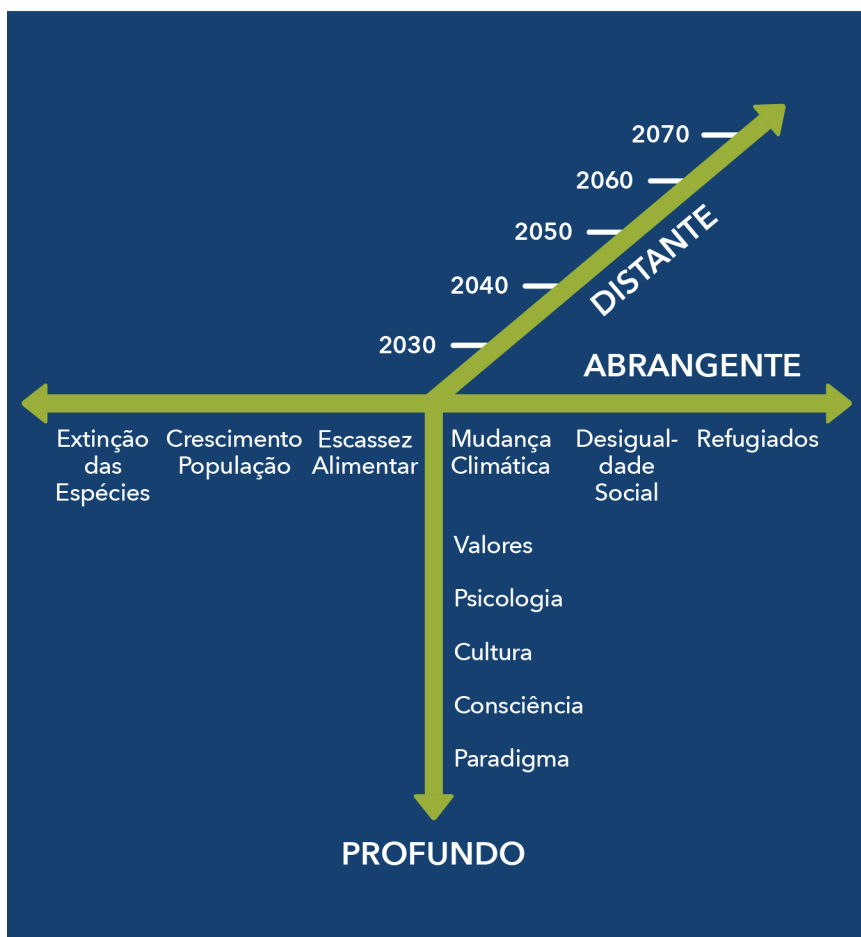 2070
2060
2050
2040
2030
DISTANTE
ABRANGENTE
Extinção
das
Espécies
Crescimento
População
Escassez
Alimentar
Mudança
Climática
Desigual-
dade
Social
Refugiados
Valores
Psicologia
Cultura
Consciência
Paradigma
PROFUNDO